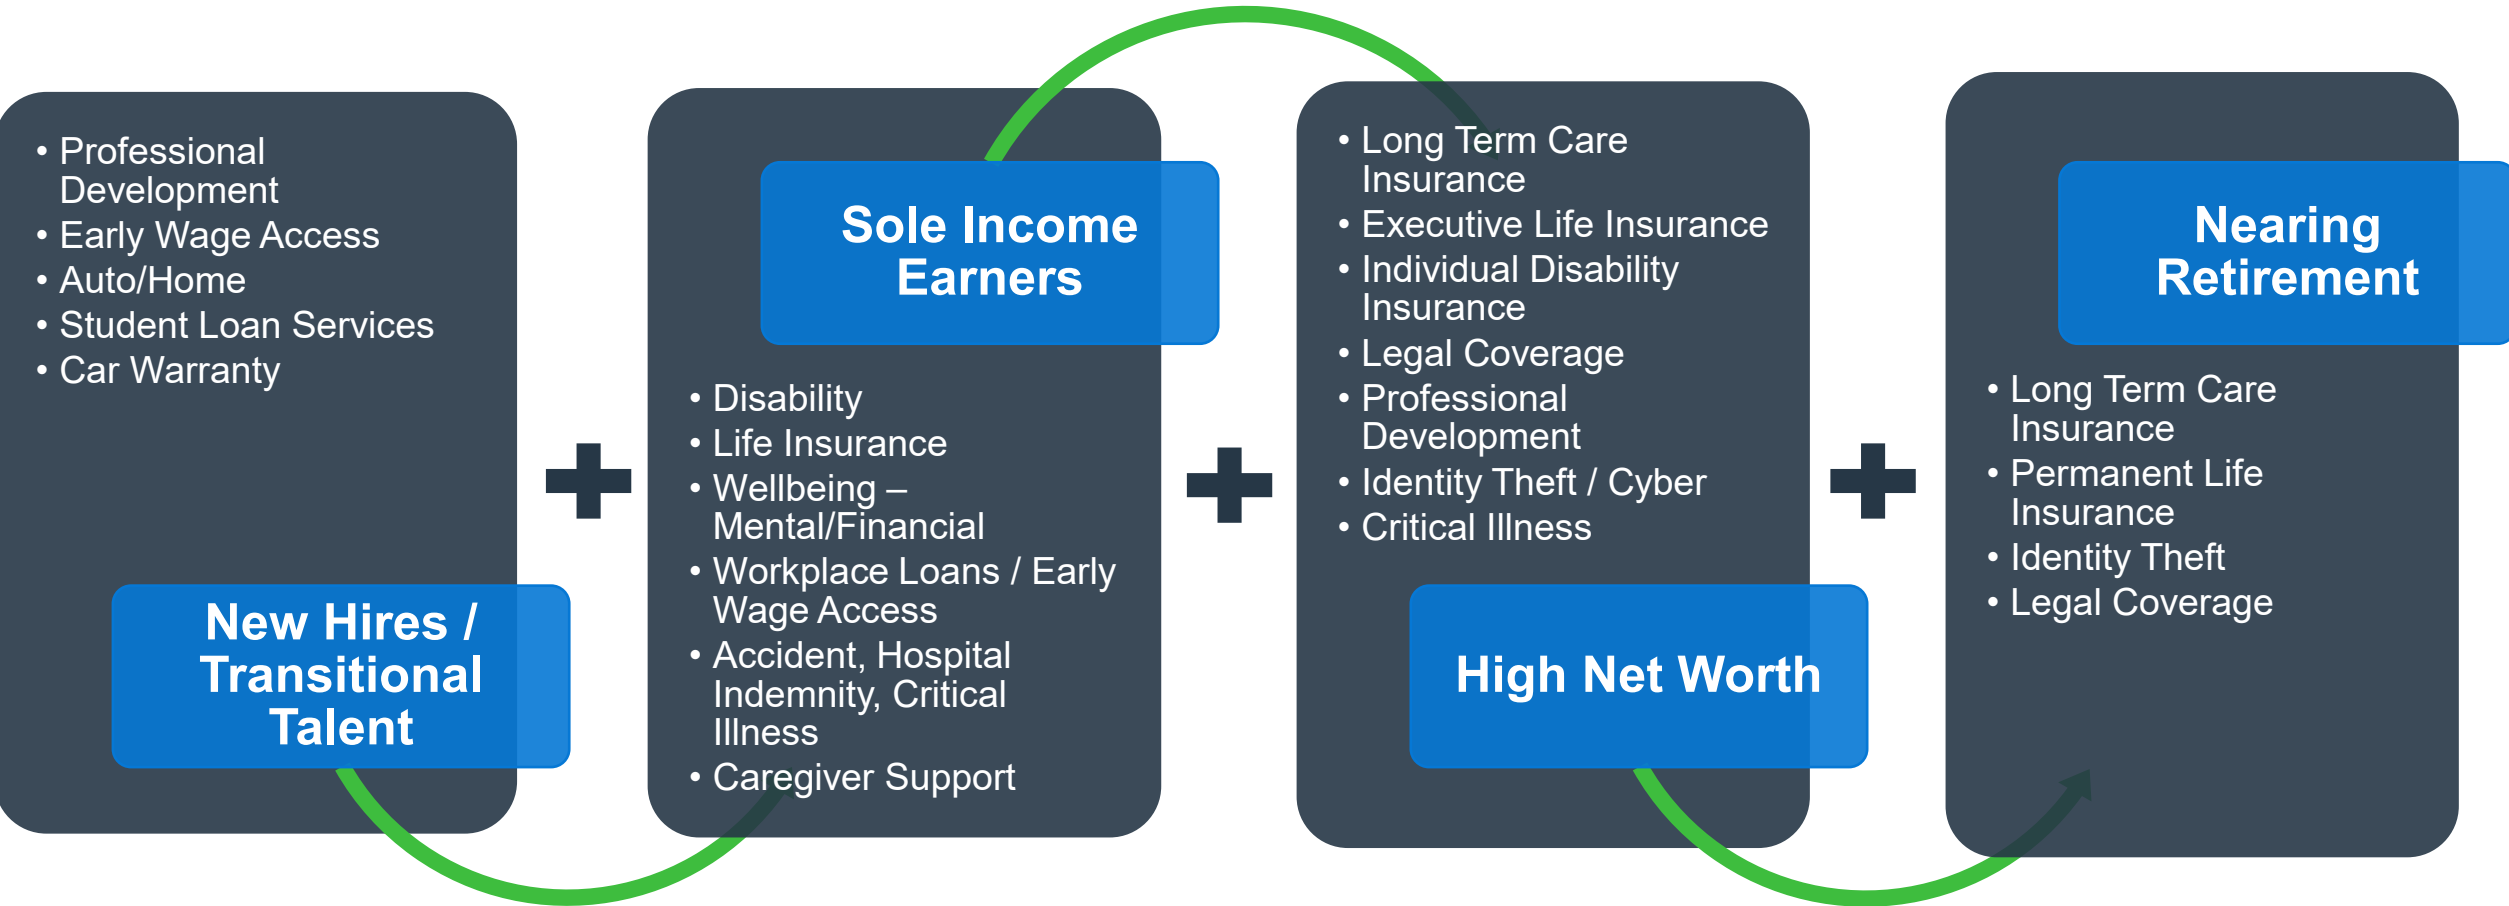 • Professional
Development
• Early Wage Access
• Auto/Home
• Student Loan Services
• Car Warranty
New Hires /
Transitional
Talent
Sole Income
Earners
• Disability
• Life Insurance
• Wellbeing –
Mental/Financial
• Workplace Loans / Early
Wage Access
• Accident, Hospital
Indemnity, Critical
Illness
• Caregiver Support
• Long Term Care
Insurance
• Executive Life Insurance
• Individual Disability
Insurance
• Legal Coverage
• Professional
Development
• Identity Theft / Cyber
• Critical Illness
High Net Worth
Nearing
Retirement
• Long Term Care
Insurance
• Permanent Life
Insurance
• Identity Theft
• Legal Coverage